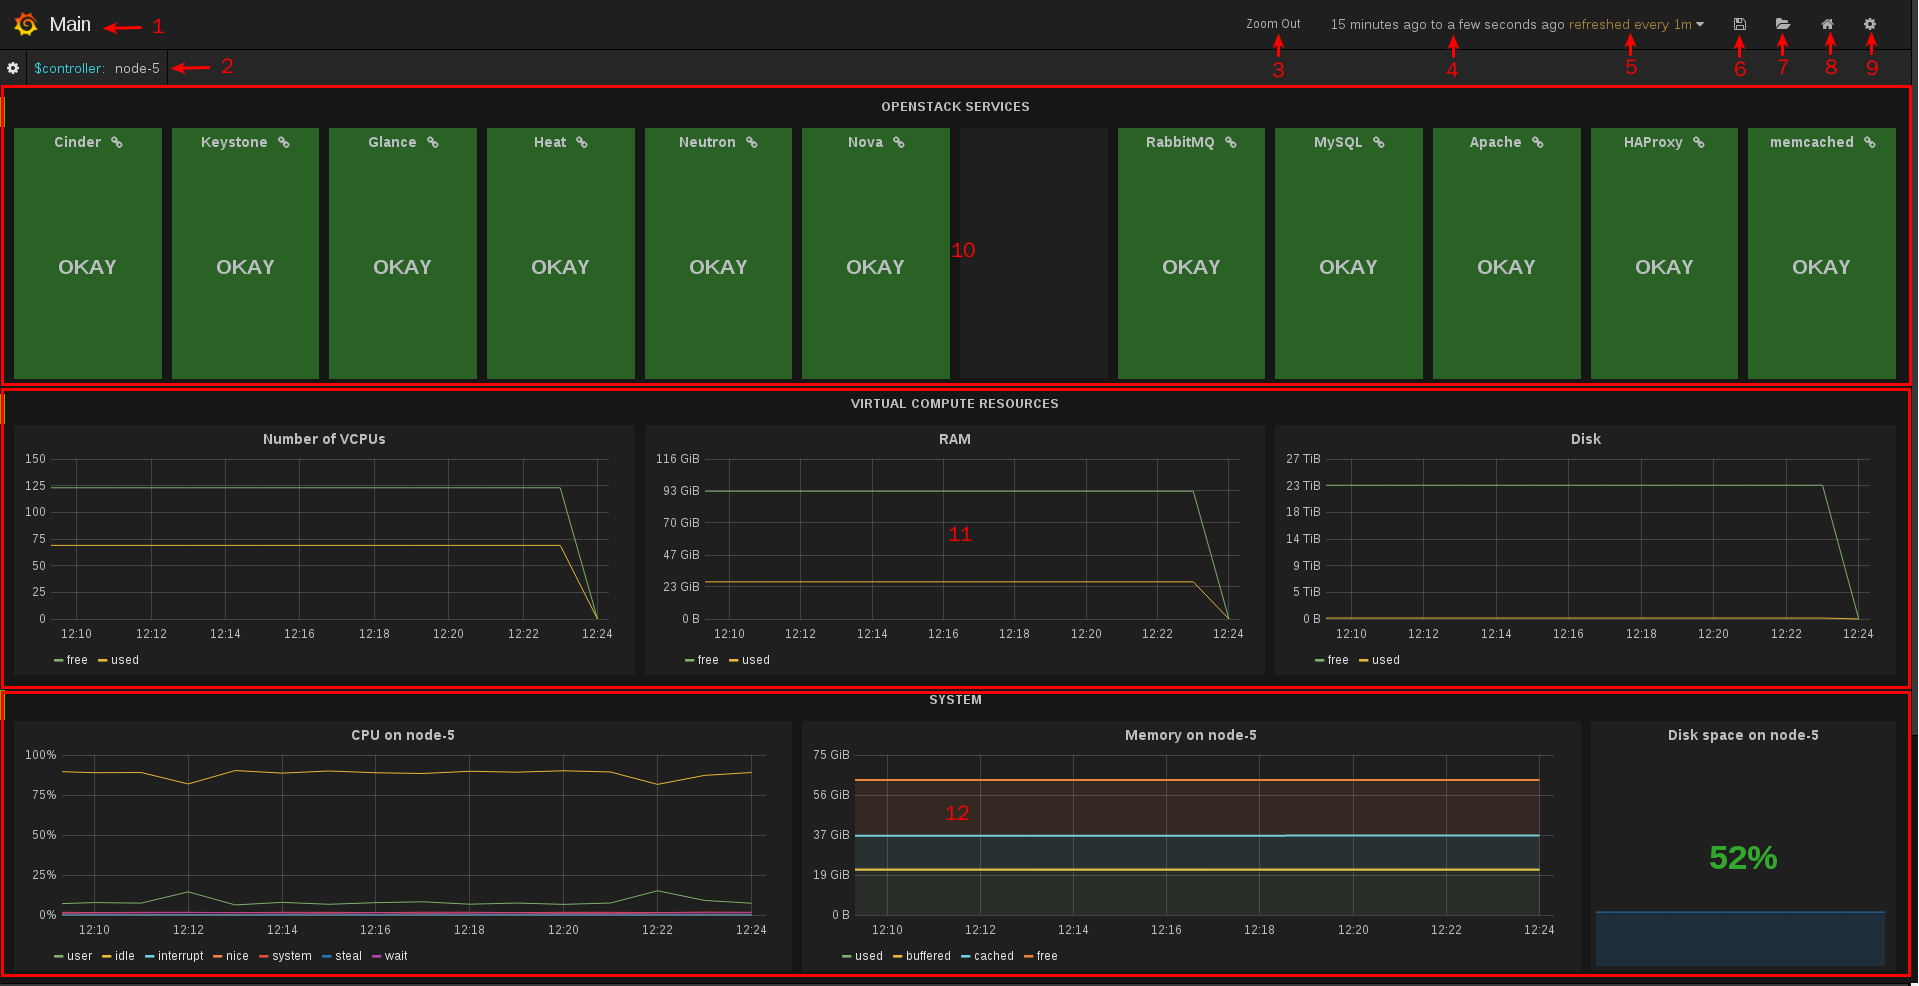 Main 1 Zoom Out 15 minutes ago to a few seconds ago refreshed every 1m
$controller: node-5 2 3 4 5 6 7 8 9
OPENSTACK SERVICES
Cinder Keystone Glance Heat Neutron Nova RabbitMQ MySQL Apache HAProxy memcached
10
OKAY OKAY OKAY OKAY OKAY OKAY OKAY OKAY OKAY OKAY OKAY
VIRTUAL COMPUTE RESOURCES
Number of VCPUs
150
125
100
75
50
25
0
12:10 12:12 12:14 12:16 12:18 12:20 12:22 12:24
free used
RAM
116 GiB
93 GiB
70 GiB
11
47 GiB
23 GiB
0 B
12:10 12:12 12:14 12:16 12:18 12:20 12:22 12:24
free used
Disk
27 TiB
23 TiB
18 TiB
14 TiB
9 TiB
5 TiB
0 B
12:10 12:12 12:14 12:16 12:18 12:20 12:22 12:24
free used
SYSTEM
CPU on node-5
100%
75%
50%
25%
0%
12:10 12:12 12:14 12:16 12:18 12:20 12:22 12:24
user idle interrupt nice system steal wait
Memory on node-5
75 GiB
56 GiB
12
37 GiB
19 GiB
0 B
12:10 12:12 12:14 12:16 12:18 12:20 12:22 12:24
used buffered cached free
Disk space on node-5
52%